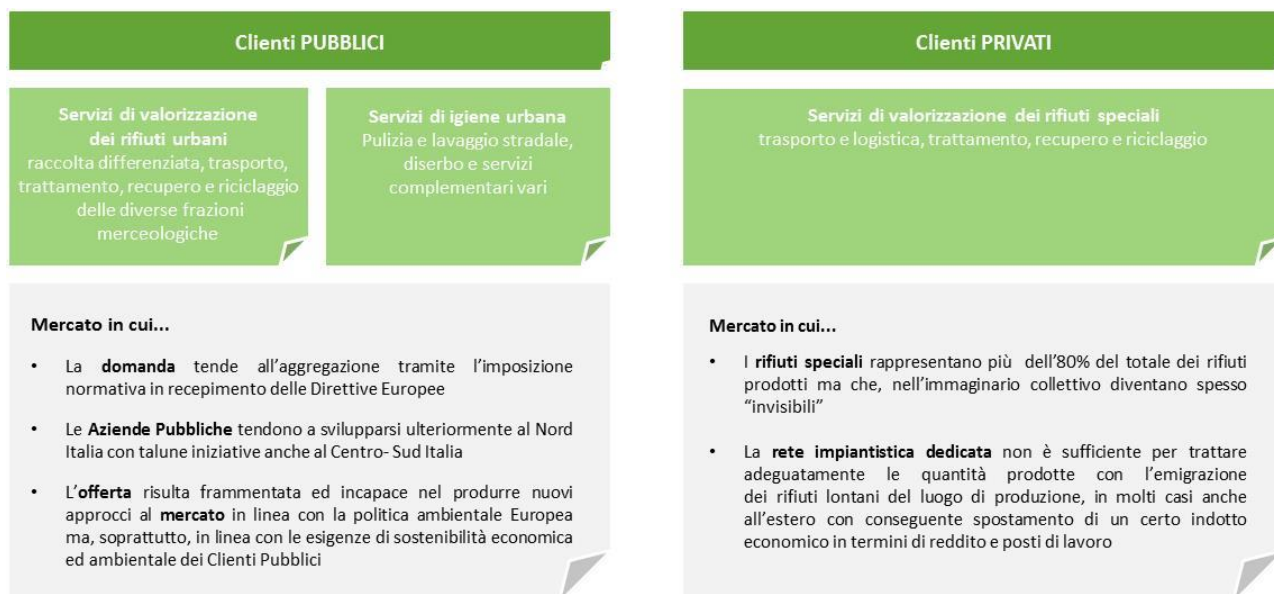 Clienti PUBBLICI
Servizi di valorizzazione
dei rifiuti urbani
raccolta differenziata, trasporto,
trattamento, recupero e riciclaggio
delle diverse frazioni
merceologiche
Servizi di igiene urbana
Pulizia e lavaggio stradale,
diserbo e servizi
complementari vari
Mercato in cui...
• La domanda tende all'aggregazione tramite l'imposizione
normativa in recepimento delle Direttive Europee
• Le Aziende Pubbliche tendono a svilupparsi ulteriormente al Nord
Italia con talune iniziative anche al Centro- Sud Italia
• L'offerta risulta frammentata ed incapace nel produrre nuovi
approcci al mercato in linea con la politica ambientale Europea
ma, soprattutto, in linea con le esigenze di sostenibilità economica
ed ambientale dei Clienti Pubblici
Clienti PRIVATI
Servizi di valorizzazione dei rifiuti speciali
trasporto e logistica, trattamento, recupero e riciclaggio
Mercato in cui...
• I rifiuti speciali rappresentano più dell'80% del totale dei rifiuti
prodotti ma che, nell'immaginario collettivo diventano spesso
"invisibili"
• La rete impiantistica dedicata non è sufficiente per trattare
adeguatamente le quantità prodotte con l'emigrazione
dei rifiuti lontani del luogo di produzione, in molti casi anche
all'estero con conseguente spostamento di un certo indotto
economico in termini di reddito e posti di lavoro